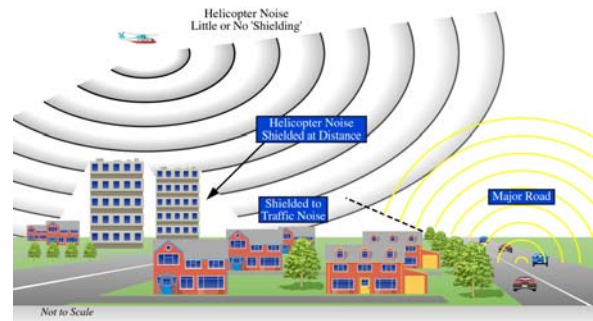 Helicopter Noise
Little or No 'Shielding'
Helicopter Noise
Shielded at Distance
Shielded to
Traffic Noise
Major Road
Not to Scale